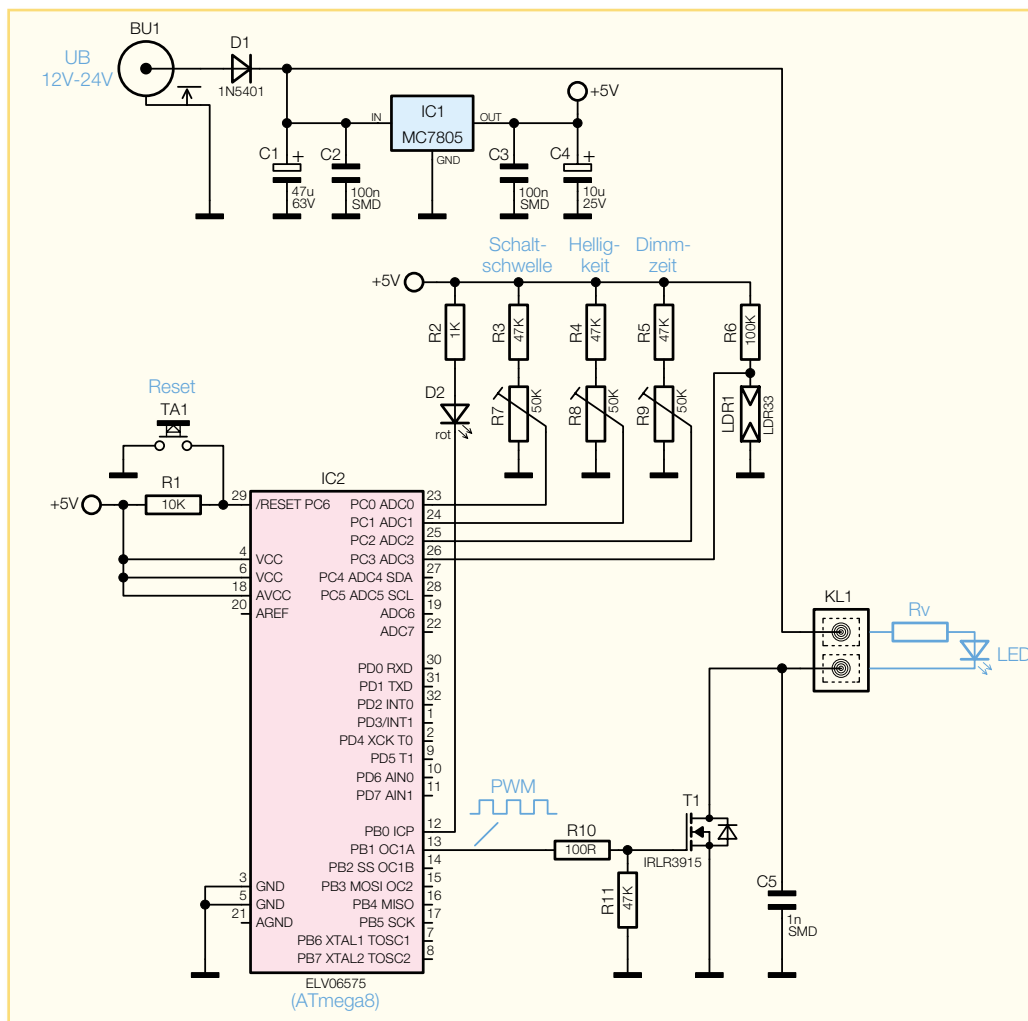 BU1
UB
12V-24V
D1
1N5401
IN
IC1
MC7805
OUT
GND
+5V
C1
+
47u
63V
C2
100n
SMD
C3
100n
SMD
C4
+
10u
25V
Schalt-
schwelle
Hellig-
keit
Dimm-
zeit
+5V
R2
1K
R3
47K
R4
47K
R5
47K
R6
100K
D2
rot
R7
50K
R8
50K
R9
50K
LDR1
LDR33
Reset
TA1
+5V
R1
10K
IC2
29 /RESET PC6
4 VCC
6 VCC
18 AVCC
20 AREF
3 GND
5 GND
21 AGND
PC0 ADC0 23
PC1 ADC1 24
PC2 ADC2 25
PC3 ADC3 26
PC4 ADC4 SDA 27
PC5 ADC5 SCL 28
ADC6 19
ADC7 22
PD0 RXD 30
PD1 TXD 31
PD2 INT0 32
PD3/INT1 1
PD4 XCK T0 2
PD5 T1 9
PD6 AIN0 10
PD7 AIN1 11
PB0 ICP 12
PB1 OC1A 13
PB2 SS OC1B 14
PB3 MOSI OC2 15
PB4 MISO 16
PB5 SCK 17
PB6 XTAL1 TOSC1 7
PB7 XTAL2 TOSC2 8
ELV06575
(ATmega8)
PWM
R10
100R
R11
47K
T1
IRLR3915
C5
1n
SMD
KL1
Rv
LED